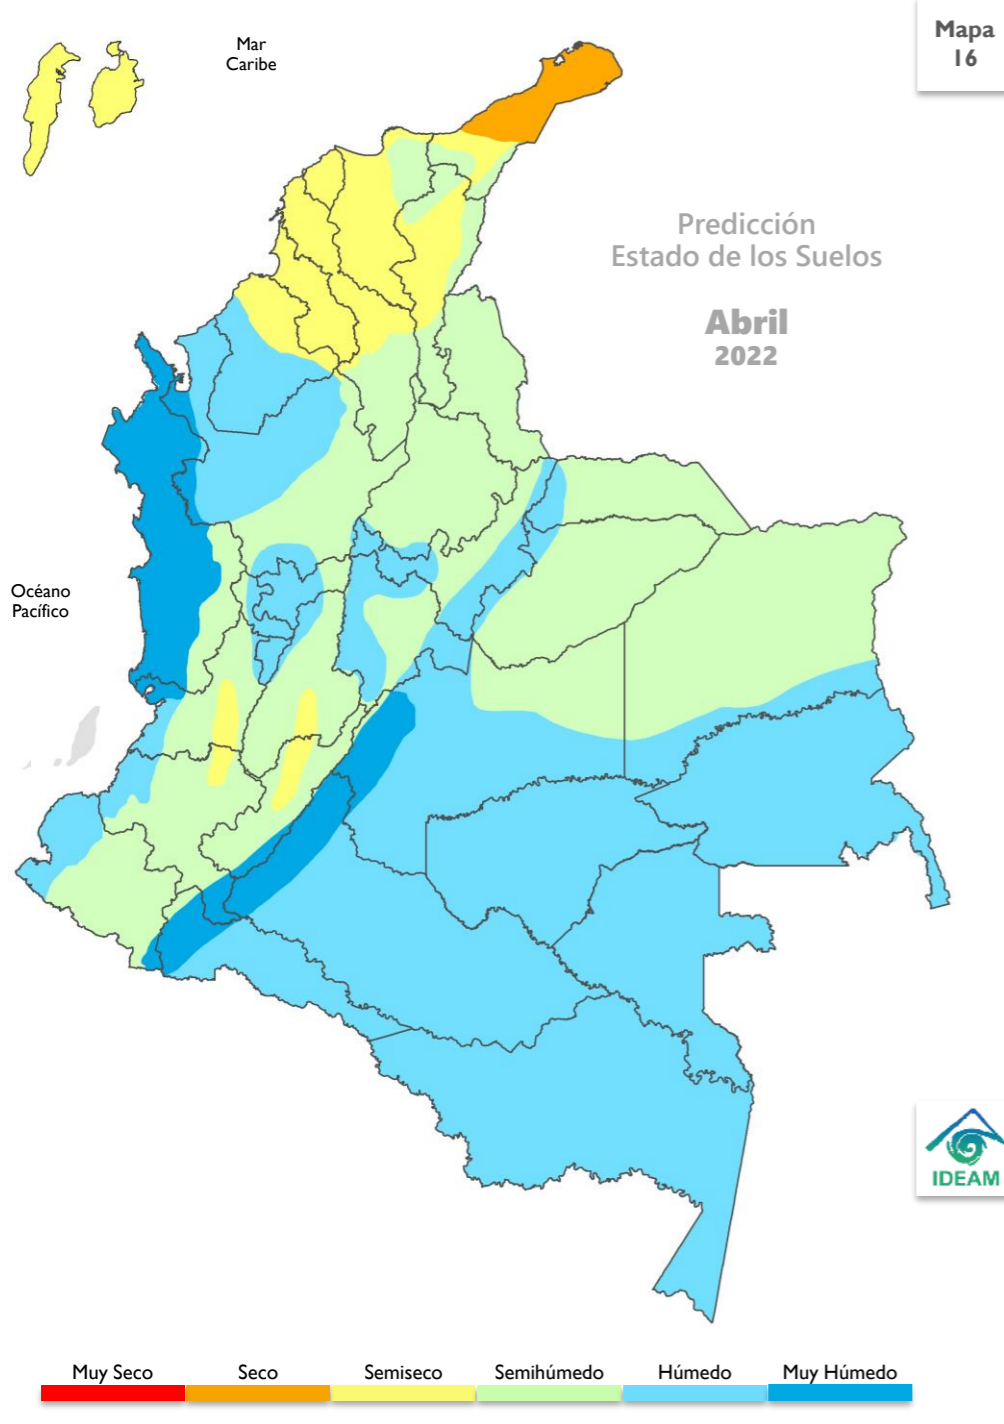 Mapa
16
Mar
Caribe
Predicción
Estado de los Suelos
Abril
2022
Océano
Pacífico
IDEAM
Muy Seco
Seco
Semiseco
Semihúmedo
Húmedo
Muy Húmedo